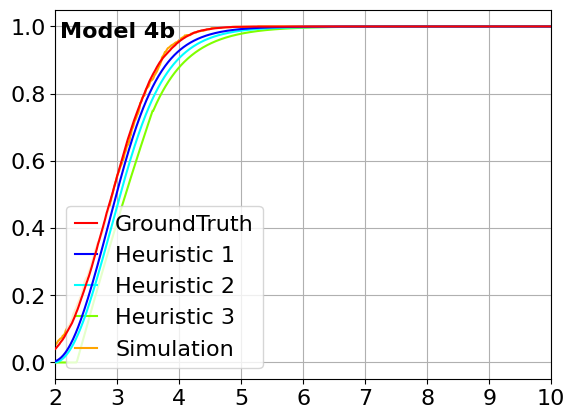 Model 4b
1.0
0.8
0.6
0.4
0.2
0.0
GroundTruth
Heuristic 1
Heuristic 2
Heuristic 3
Simulation
2 3 4 5 6 7 8 9 10